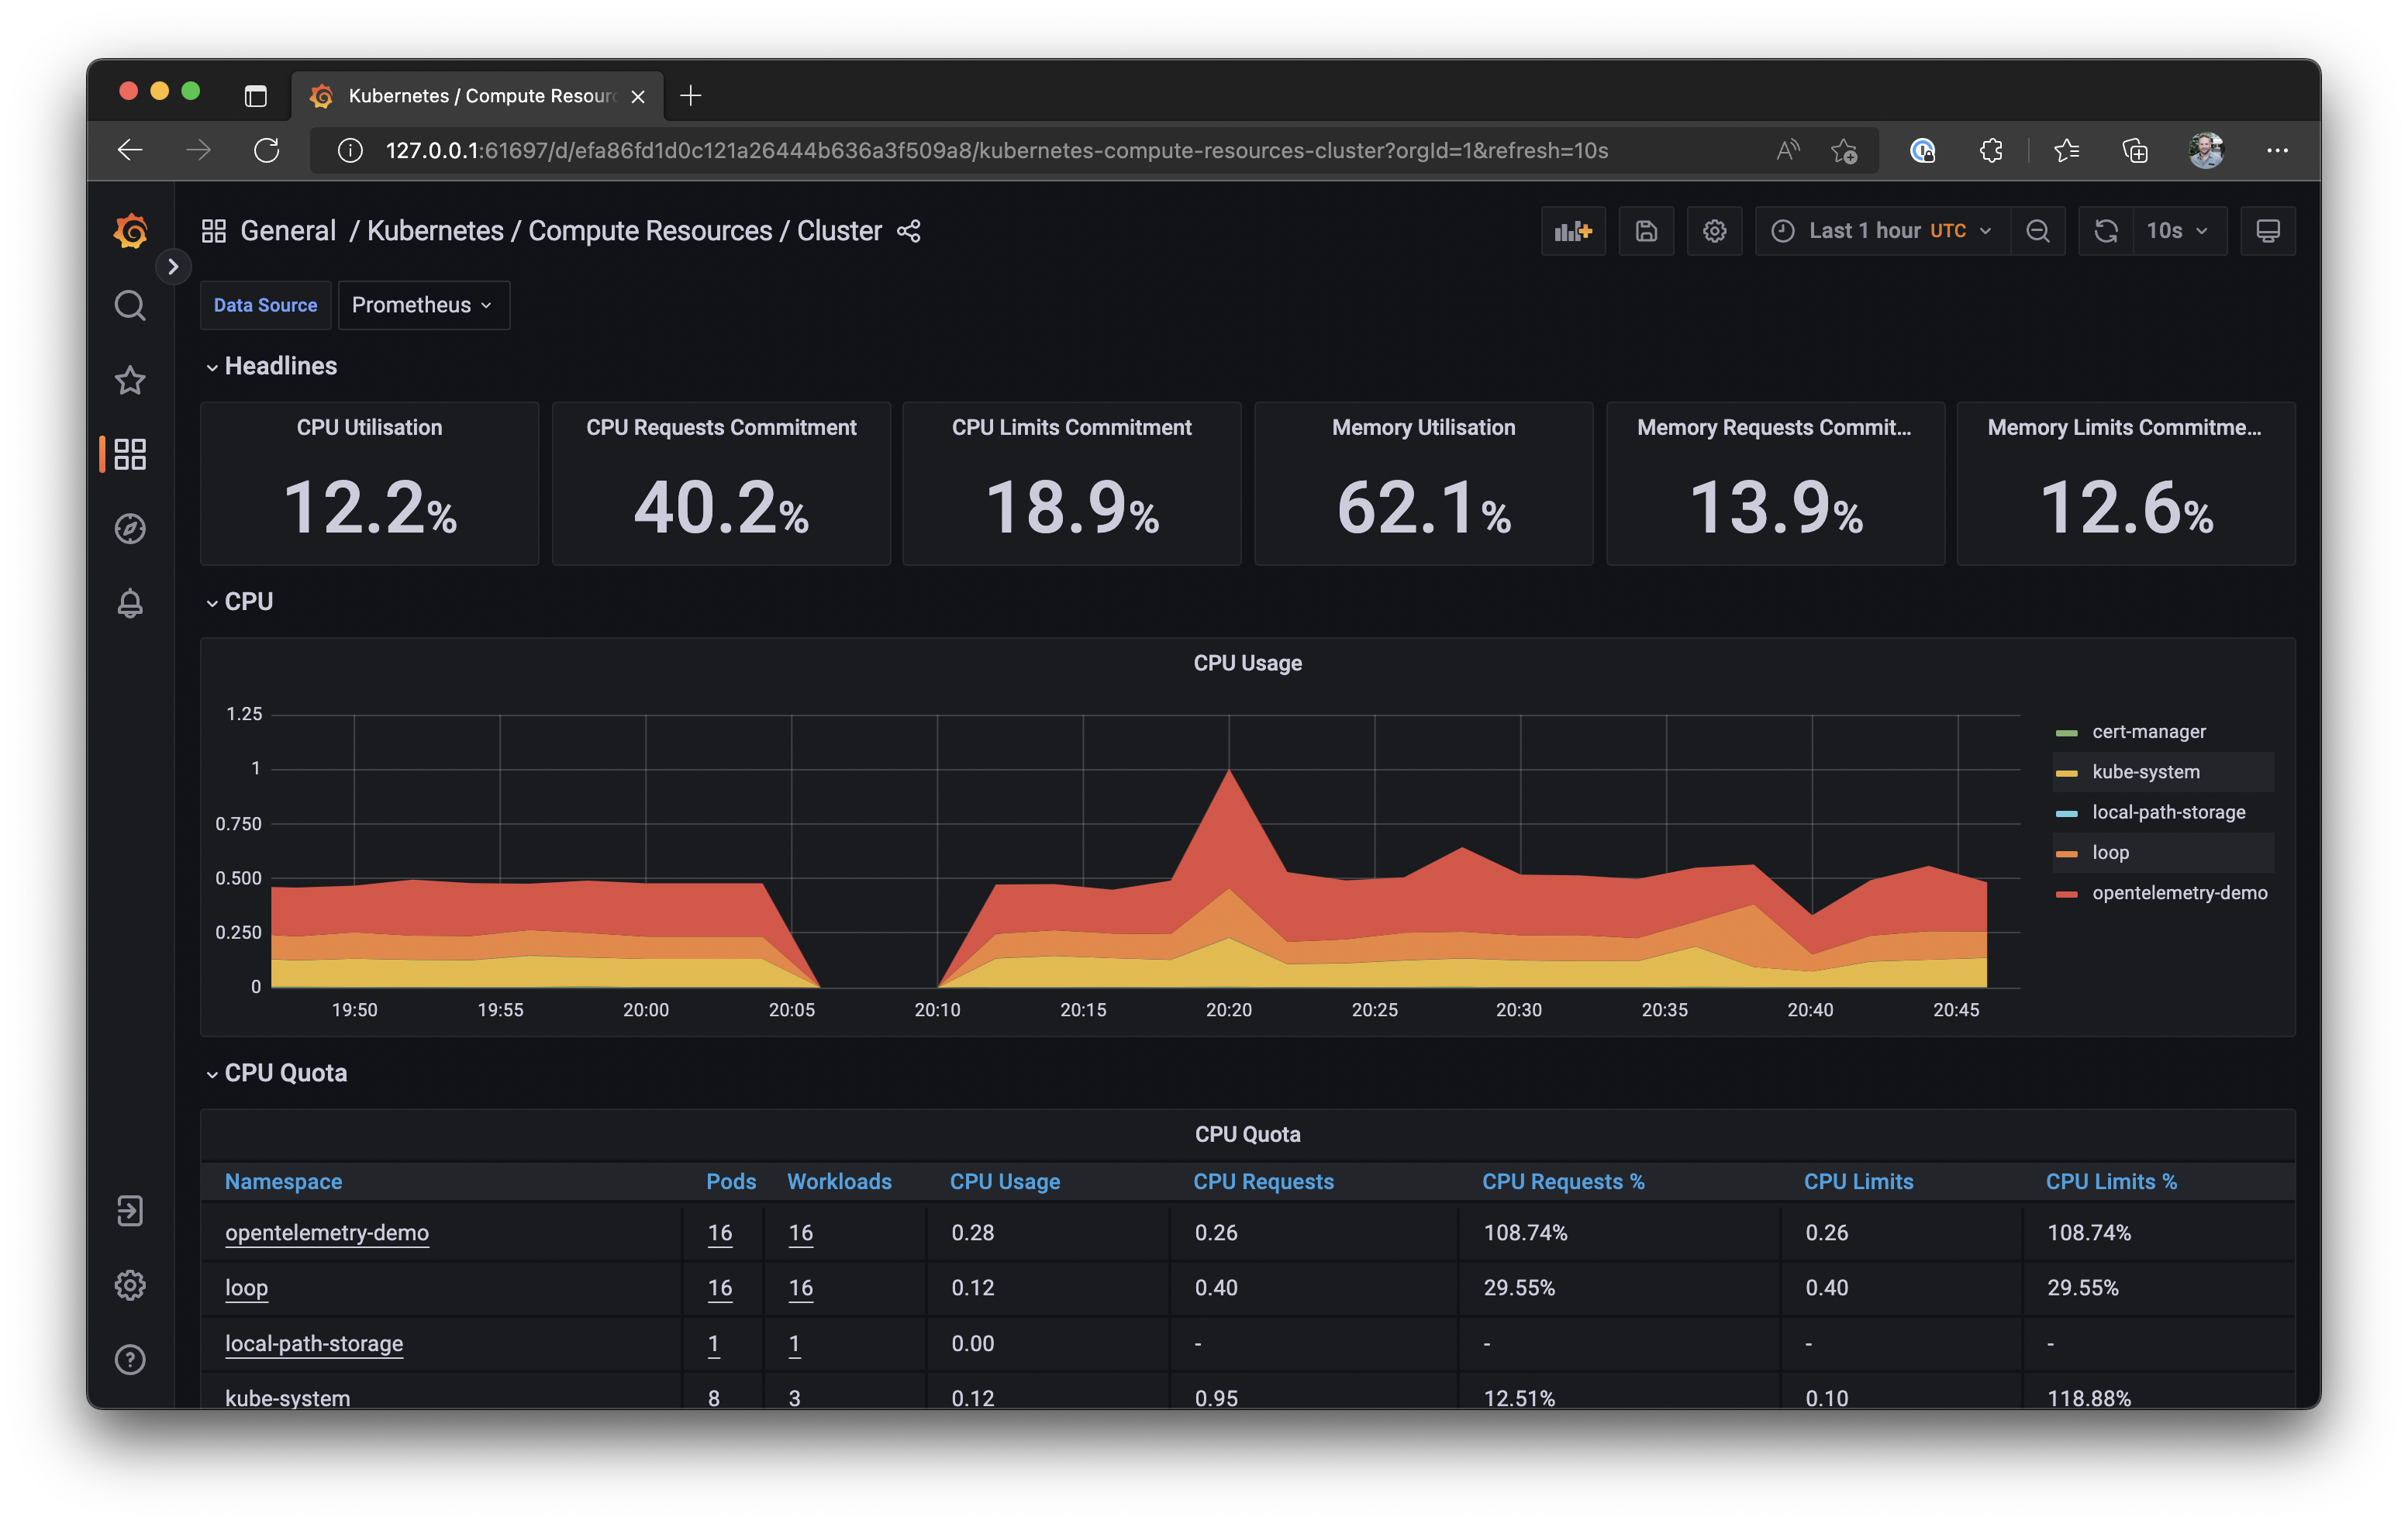 Kubernetes / Compute Resour
127.0.0.1:61697/d/efa86fd1d0c121a26444b636a3f509a8/kubernetes-compute-resources-cluster?orgId=1&refresh=10s
General / Kubernetes / Compute Resources / Cluster
Last 1 hour UTC
10s
Data Source Prometheus
Headlines
CPU Utilisation CPU Requests Commitment CPU Limits Commitment Memory Utilisation Memory Requests Commit... Memory Limits Commitme...
12.2% 40.2% 18.9% 62.1% 13.9% 12.6%
CPU
CPU Usage
1.25
1
0.750
0.500
0.250
0
19:50 19:55 20:00 20:05 20:10 20:15 20:20 20:25 20:30 20:35 20:40 20:45
cert-manager
kube-system
local-path-storage
loop
opentelemetry-demo
CPU Quota
CPU Quota
Namespace Pods Workloads CPU Usage CPU Requests CPU Requests % CPU Limits CPU Limits %
opentelemetry-demo 16 16 0.28 0.26 108.74% 0.26 108.74%
loop 16 16 0.12 0.40 29.55% 0.40 29.55%
local-path-storage 1 1 0.00 - - - -
kube-system 8 3 0.12 0.95 12.51% 0.10 118.88%